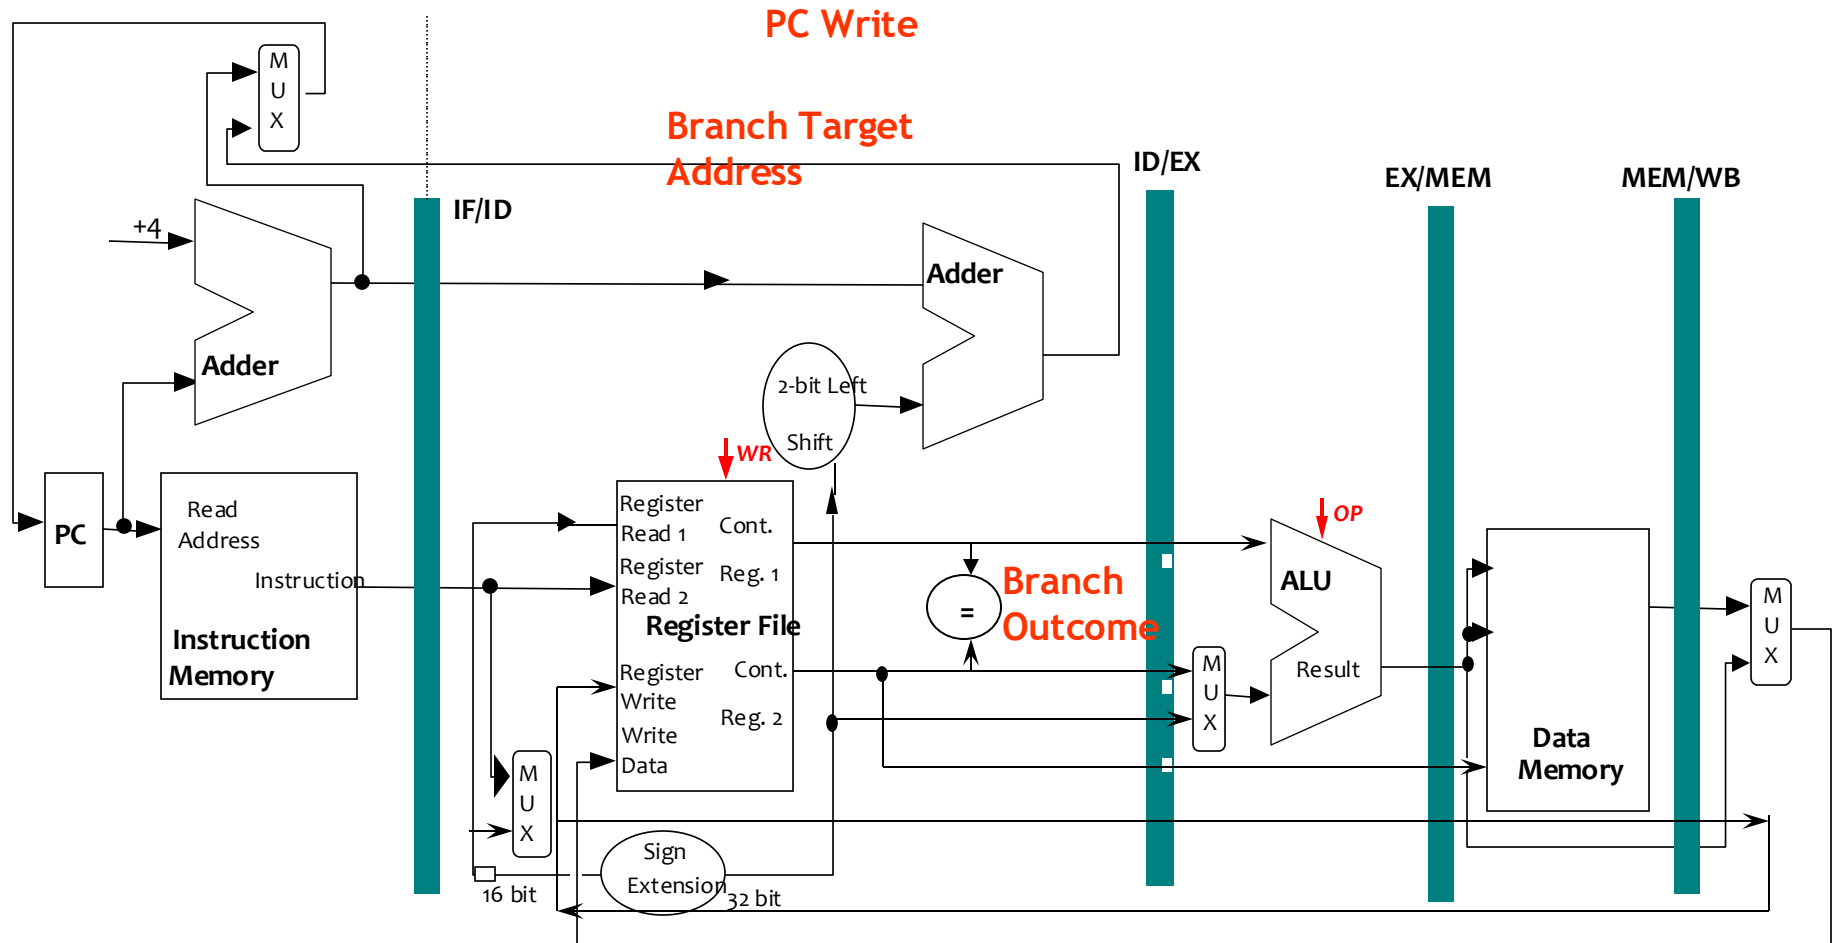 PC Write
M
U
X
Branch Target
Address
ID/EX
EX/MEM
MEM/WB
IF/ID
+4
Adder
Adder
2-bit Left
Shift
WR
Read
Address
Instruction
PC
Instruction
Memory
Register
Read 1
Cont.
Register
Reg. 1
Read 2
Register File
Register
Write
Cont.
Reg. 2
Write
Data
=
Branch
Outcome
OP
ALU
Result
M
U
X
Data
Memory
M
U
X
M
U
X
Sign
Extension
16 bit
32 bit